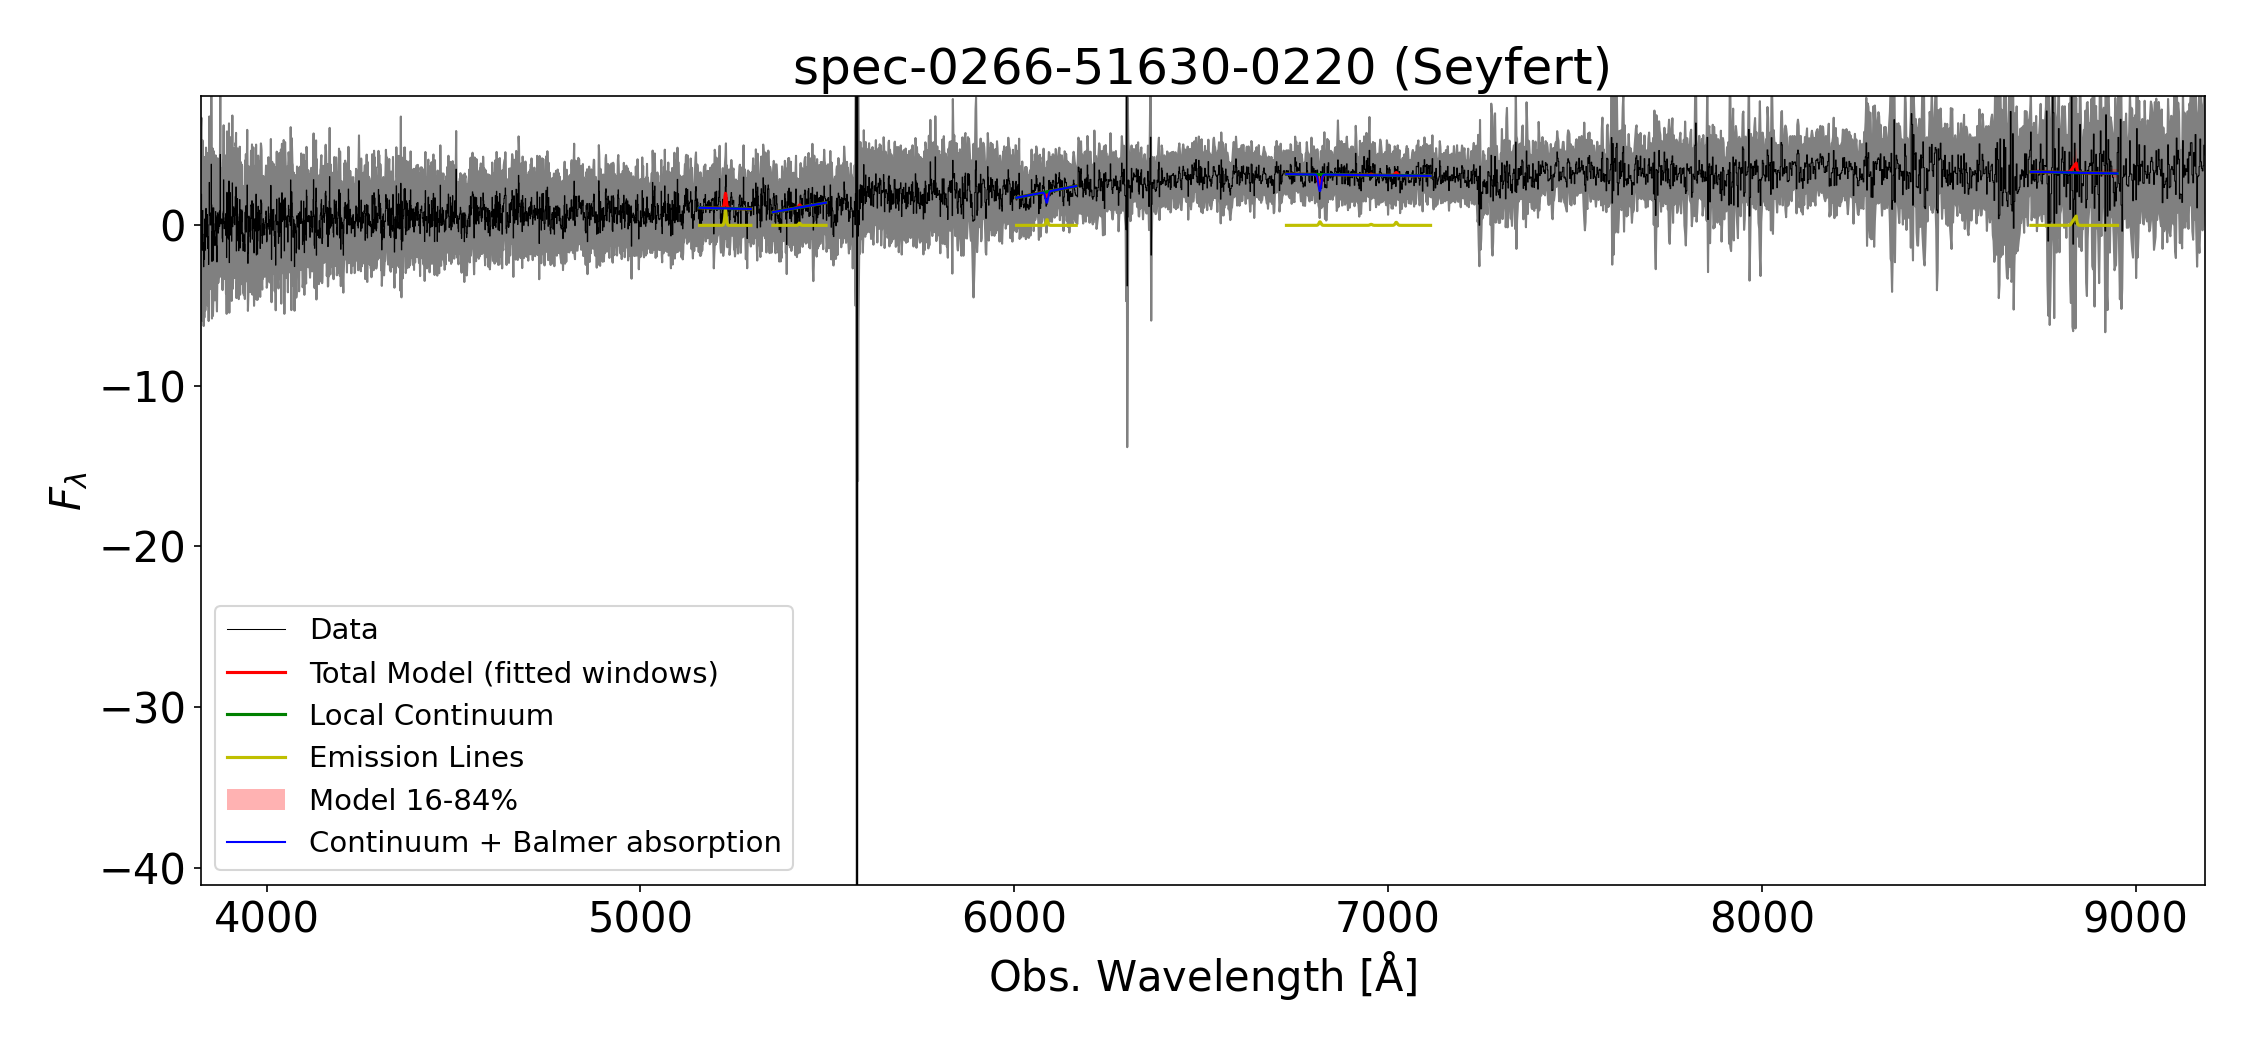 spec-0266-51630-0220 (Seyfert)
0
−10
−20
−30
−40
F_λ
Data
Total Model (fitted windows)
Local Continuum
Emission Lines
Model 16-84%
Continuum + Balmer absorption
4000 5000 6000 7000 8000 9000
Obs. Wavelength [Å]